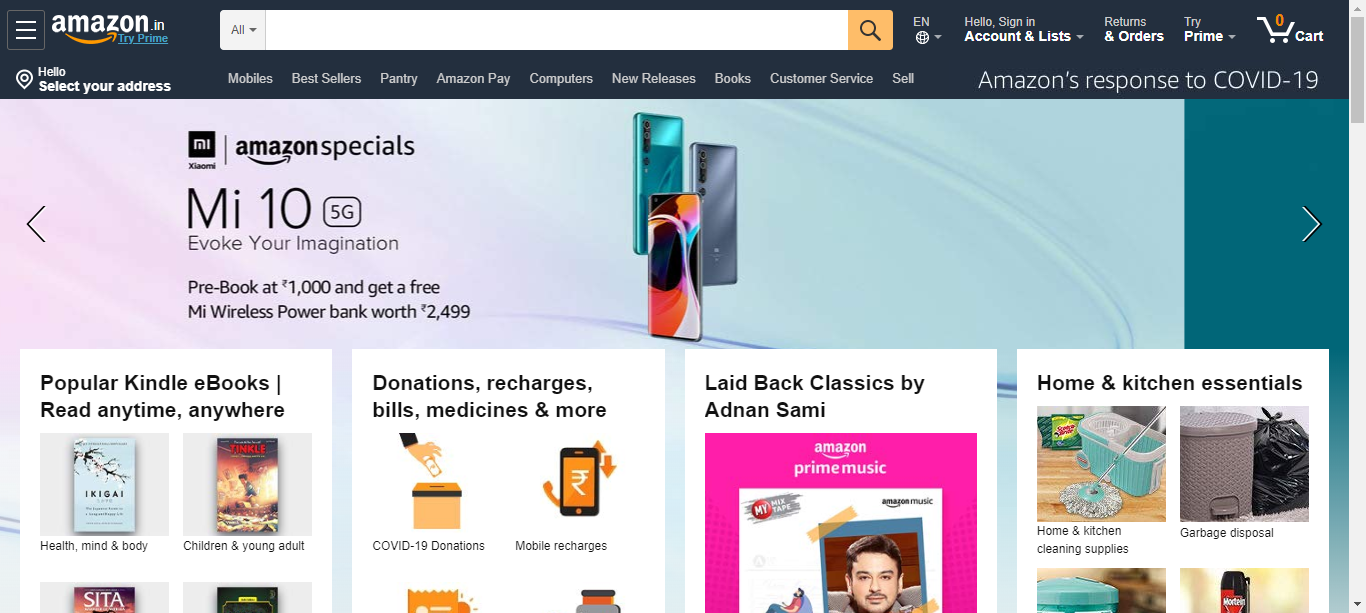 amazon.in
Try Prime
All
EN
Hello, Sign in
Account & Lists
Returns
& Orders
Try
Prime
0
Cart
Hello
Select your address
Mobiles
Best Sellers
Pantry
Amazon Pay
Computers
New Releases
Books
Customer Service
Sell
Amazon's response to COVID-19
mi
Xiaomi
amazon specials
Mi 10 5G
Evoke Your Imagination
Pre-Book at ₹1,000 and get a free
Mi Wireless Power bank worth ₹2,499
Popular Kindle eBooks |
Read anytime, anywhere
IKIGAI
TINKLE
Health, mind & body
Children & young adult
SITA
Donations, recharges,
bills, medicines & more
₹
COVID-19 Donations
Mobile recharges
Laid Back Classics by
Adnan Sami
amazon
prime music
MY MIX
TAPE
amazon music
Home & kitchen essentials
Scotch
Brite
Home & kitchen
cleaning supplies
Garbage disposal
Mortein